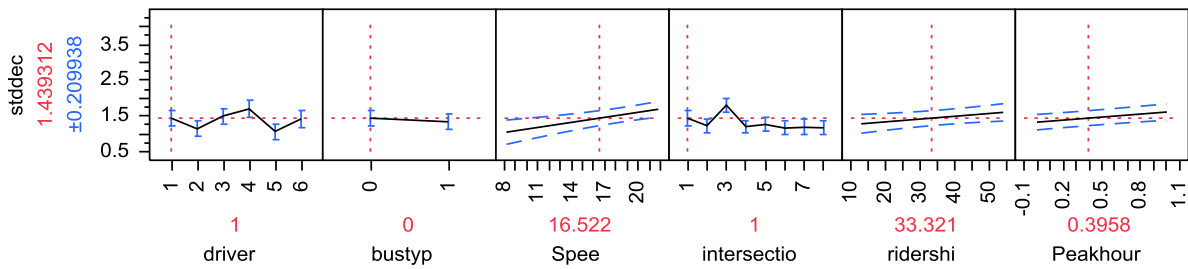 stddec
1.439312
±0.209938
3.5
2.5
1.5
0.5
1 2 3 4 5 6
0 1
8 11 14 17 20
1 3 5 7
10 20 30 40 50
-0.1 0.2 0.5 0.8 1.1
1 0 16.522 1 33.321 0.3958
driver bustyp Spee intersectio ridershi Peakhour